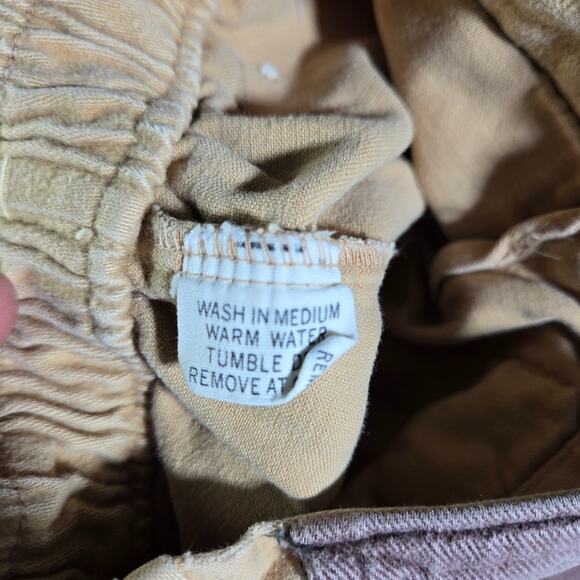 WASH IN MEDIUM
WARM WATER
TUMBLE
REMOVE AT